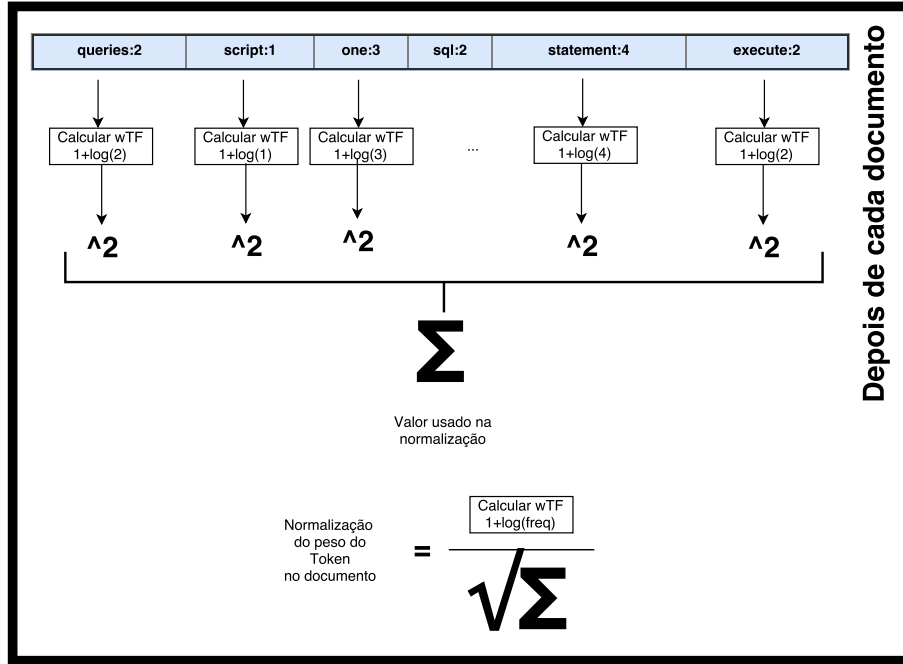 queries:2 script:1 one:3 sql:2 statement:4 execute:2
Calcular wTF Calcular wTF Calcular wTF Calcular wTF Calcular wTF
1+log(2) 1+log(1) 1+log(3) ... 1+log(4) 1+log(2)
^2 ^2 ^2 ^2 ^2
Σ
Valor usado na
normalização
Calcular wTF
1+log(freq)
Normalização
do peso do
Token
no documento
=
√Σ
Depois de cada documento